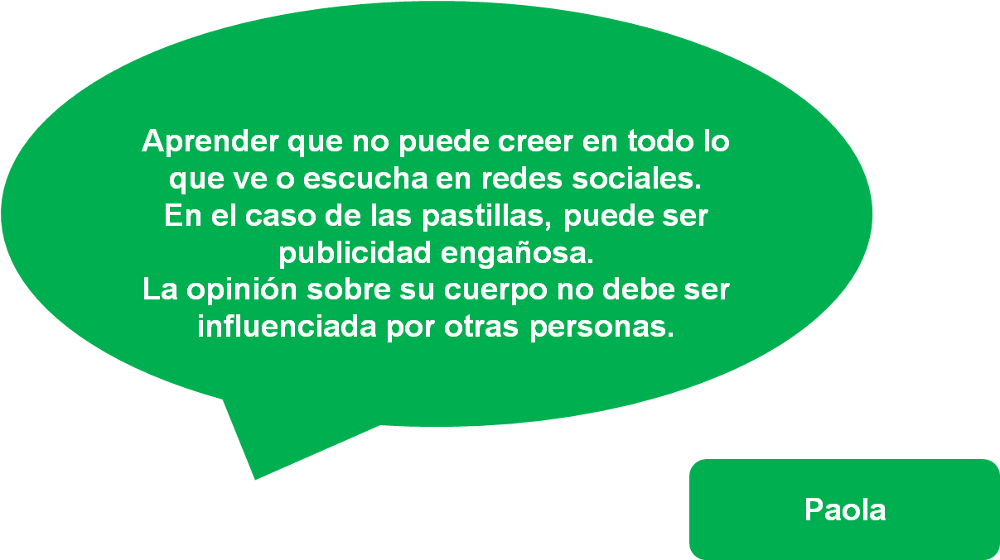 Aprender que no puede creer en todo lo
que ve o escucha en redes sociales.
En el caso de las pastillas, puede ser
publicidad engañosa.
La opinión sobre su cuerpo no debe ser
influenciada por otras personas.
Paola